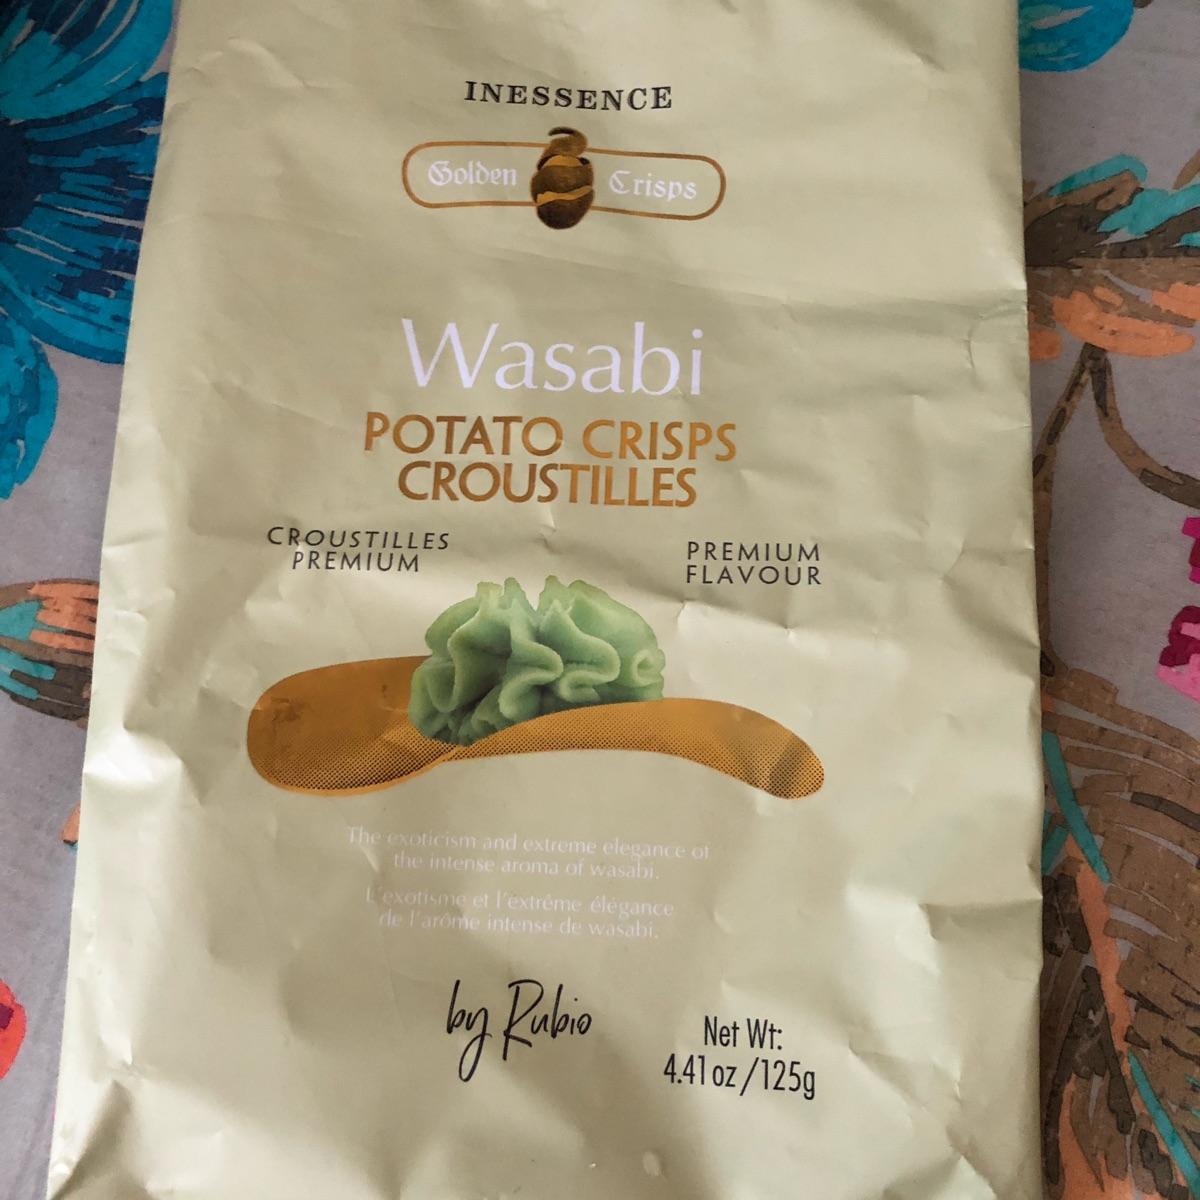 INESSENCE
Golden Crisps
Wasabi
POTATO CRISPS
CROUSTILLES
CROUSTILLES
PREMIUM
PREMIUM
FLAVOUR
The exoticism and extreme elegance of
the intense aroma of wasabi.
L'exotisme et l'éxtrême élégance
de l'arôme intense de wasabi.
by Rubio
Net Wt:
4.41 oz/125g